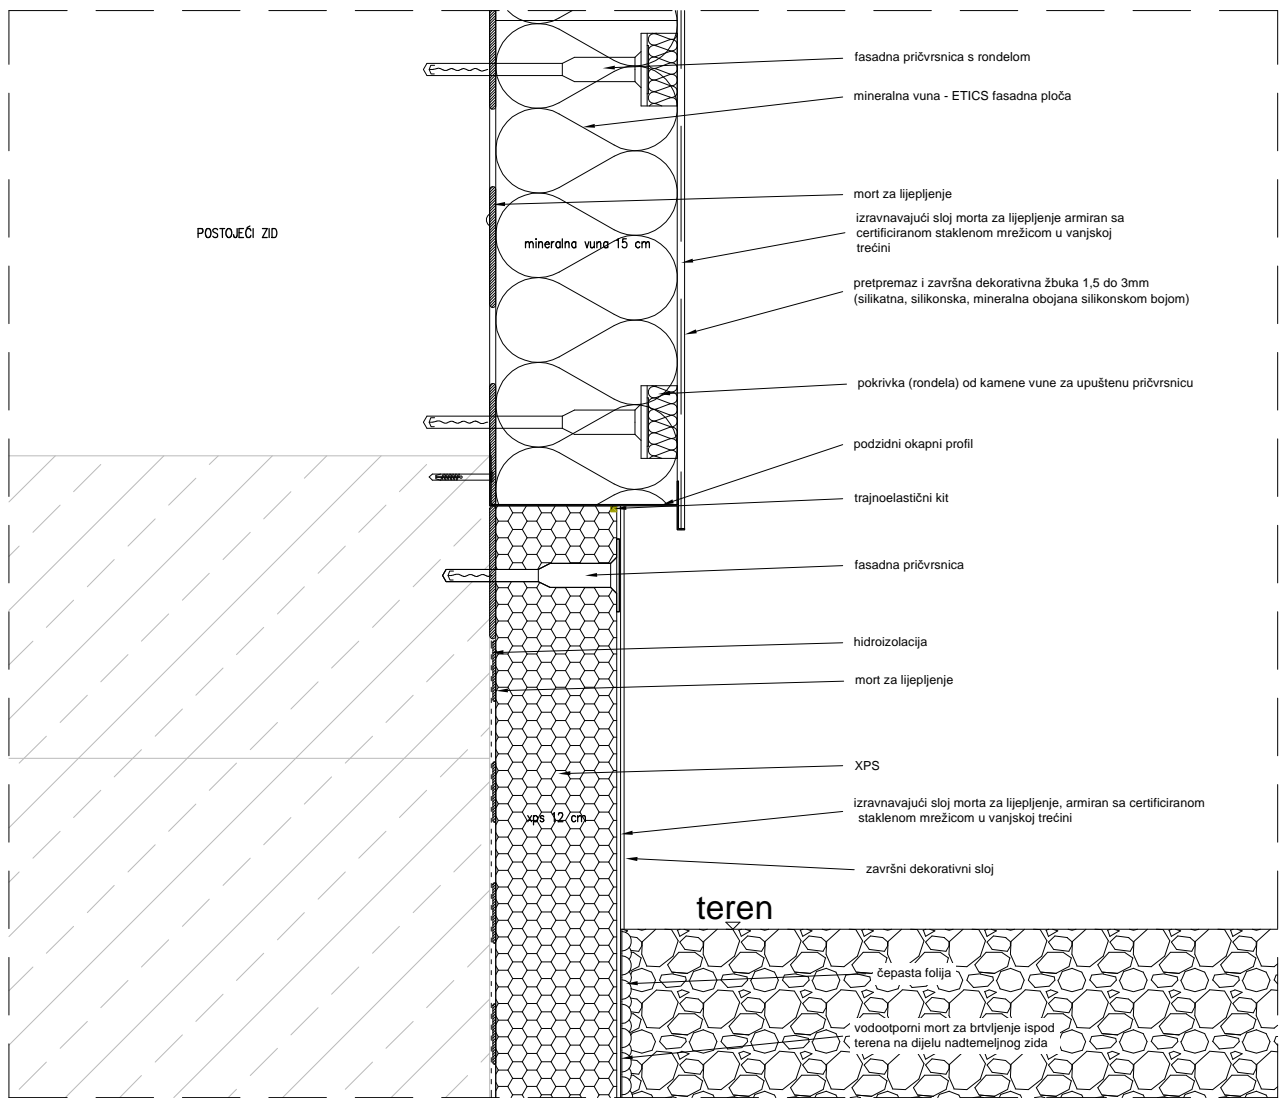 fasadna pričvrsnica s rondelom
mineralna vuna - ETICS fasadna ploča
mort za lijepljenje
POSTOJEĆI ZID
izravnavajući sloj morta za lijepljenje armiran sa
certificiranom staklenom mrežicom u vanjskoj
trećini
mineralna vuna 15 cm
pretpremaz i završna dekorativna žbuka 1,5 do 3mm
(silikatna, silikonska, mineralna obojana silikonskom bojom)
pokrivka (rondela) od kamene vune za upuštenu pričvrsnicu
podzidni okapni profil
trajnoelastični kit
fasadna pričvrsnica
hidroizolacija
mort za lijepljenje
XPS
izravnavajući sloj morta za lijepljenje, armiran sa certificiranom
staklenom mrežicom u vanjskoj trećini
xps 12 cm
završni dekorativni sloj
teren
čepasta folija
vodootporni mort za brtvljenje ispod
terena na dijelu nadtemeljnog zida